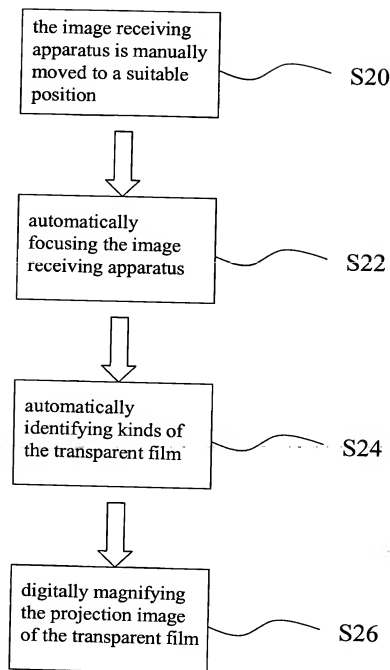 the image receiving
apparatus is manually
moved to a suitable
position
S20
automatically
focusing the image
receiving apparatus
S22
automatically
identifying kinds of
the transparent film
S24
digitally magnifying
the projection image
of the transparent film
S26